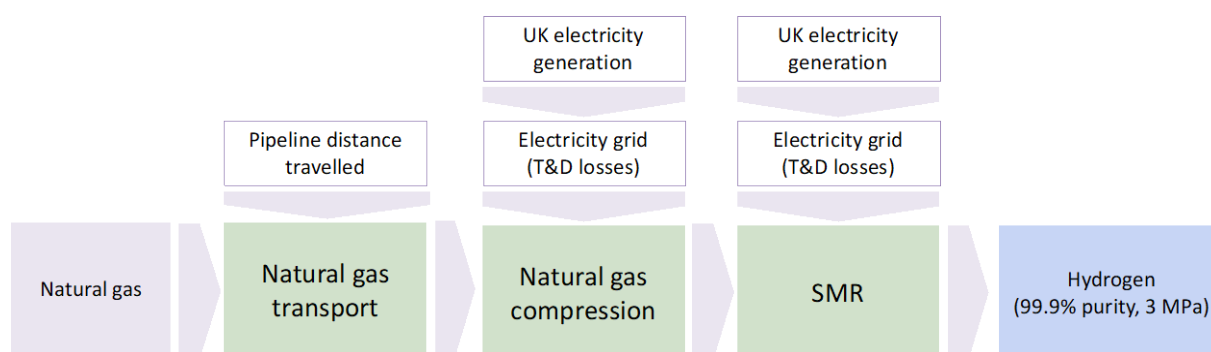 UK electricity
generation
UK electricity
generation
Pipeline distance
travelled
Electricity grid
(T&D losses)
Electricity grid
(T&D losses)
Natural gas
Natural gas
transport
Natural gas
compression
SMR
Hydrogen
(99.9% purity, 3 MPa)